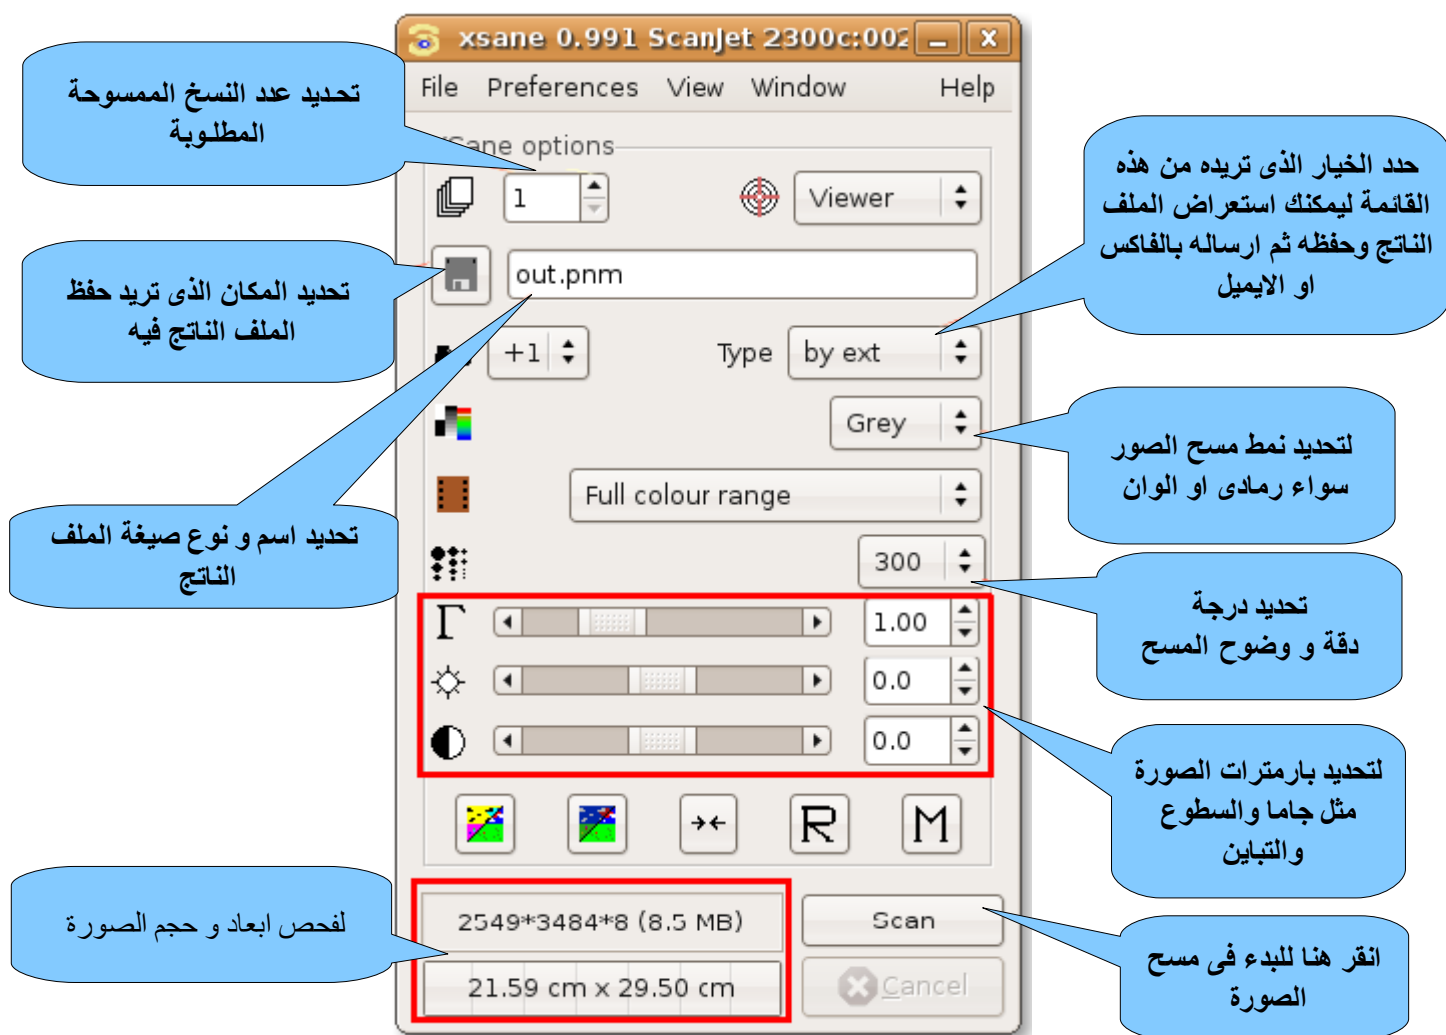 xsane 0.991 ScanJet 2300c:002
File Preferences View Window Help
تحديد عدد النسخ الممسوحة
المطلوبة
ane options
1
Viewer
حدد الخيار الذى تريده من هذه
القائمة ليمكنك استعراض الملف
الناتج وحفظه ثم ارساله بالفاكس
او الايميل
تحديد المكان الذى تريد حفظ
الملف الناتج فيه
out.pnm
+1
Type by ext
Grey
لتحديد نمط مسح الصور
سواء رمادى او الوان
Full colour range
تحديد اسم و نوع صيغة الملف
الناتج
300
تحديد درجة
دقة و وضوح المسح
1.00
0.0
0.0
لتحديد بارمترات الصورة
مثل جاما والسطوع
والتباين
R M
لفحص ابعاد و حجم الصورة
2549*3484*8 (8.5 MB)
Scan
21.59 cm x 29.50 cm
Cancel
انقر هنا للبدء فى مسح
الصورة